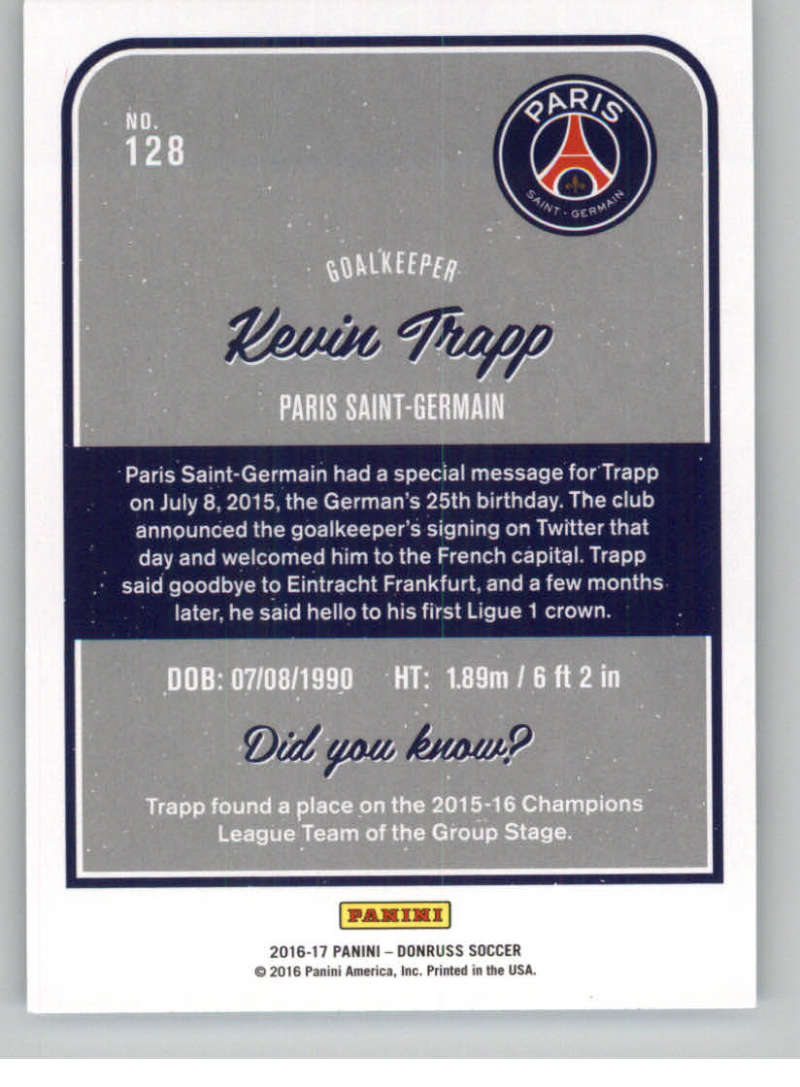 NO.
128
PARIS
SAINT-GERMAIN
GOALKEEPER
Kevin Trapp
PARIS SAINT-GERMAIN
Paris Saint-Germain had a special message for Trapp
on July 8, 2015, the German's 25th birthday. The club
announced the goalkeeper's signing on Twitter that
day and welcomed him to the French capital. Trapp
said goodbye to Eintracht Frankfurt, and a few months
later, he said hello to his first Ligue 1 crown.
DOB: 07/08/1990 HT: 1.89m / 6 ft 2 in
Did you know?
Trapp found a place on the 2015-16 Champions
League Team of the Group Stage.
PANINI
2016-17 PANINI – DONRUSS SOCCER
© 2016 Panini America, Inc. Printed in the USA.